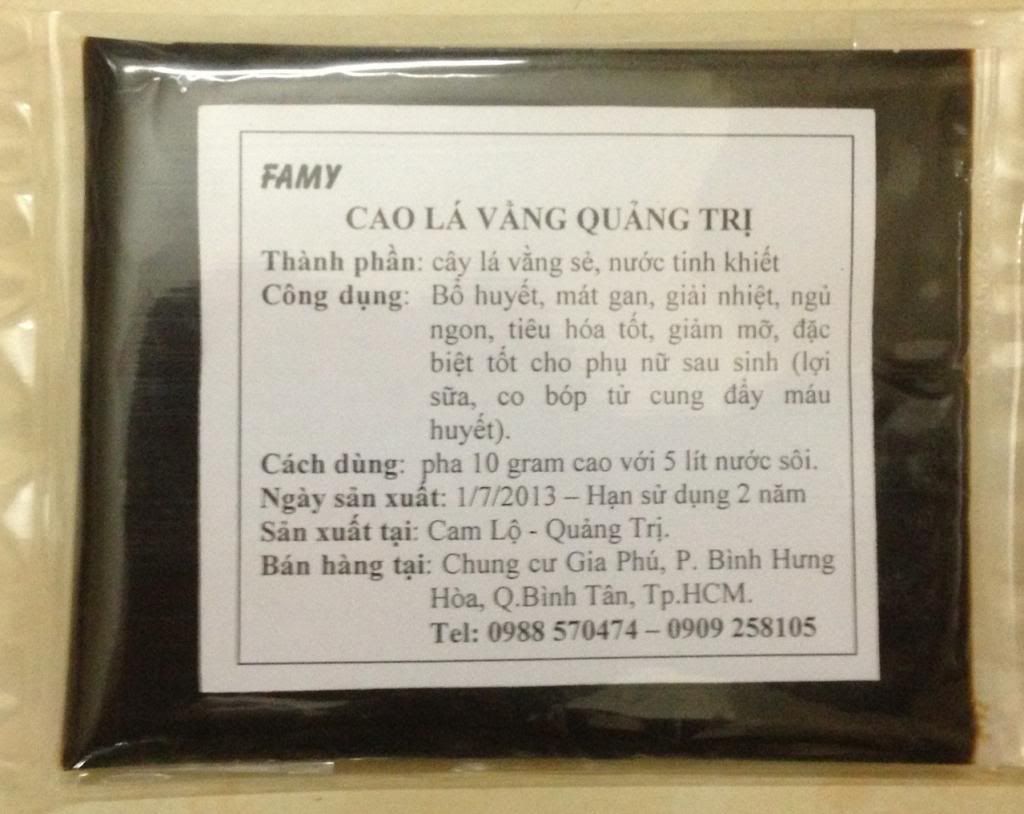 FAMY
CAO LÁ VẰNG QUẢNG TRỊ
Thành phần: cây lá vằng sẻ, nước tinh khiết
Công dụng: Bổ huyết, mát gan, giải nhiệt, ngủ
ngon, tiêu hóa tốt, giảm mỡ, đặc
biệt tốt cho phụ nữ sau sinh (lợi
sữa, co bóp tử cung đẩy máu
huyết).
Cách dùng: pha 10 gram cao với 5 lít nước sôi.
Ngày sản xuất: 1/7/2013 – Hạn sử dụng 2 năm
Sản xuất tại: Cam Lộ - Quảng Trị.
Bán hàng tại: Chung cư Gia Phú, P. Bình Hưng
Hòa, Q.Bình Tân, Tp.HCM.
Tel: 0988 570474 – 0909 258105